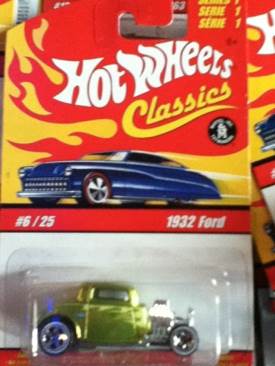 SERIES 1
SERIE 1
SÉRIE 1
Hot Wheels
Classics
#6/25
1932 Ford